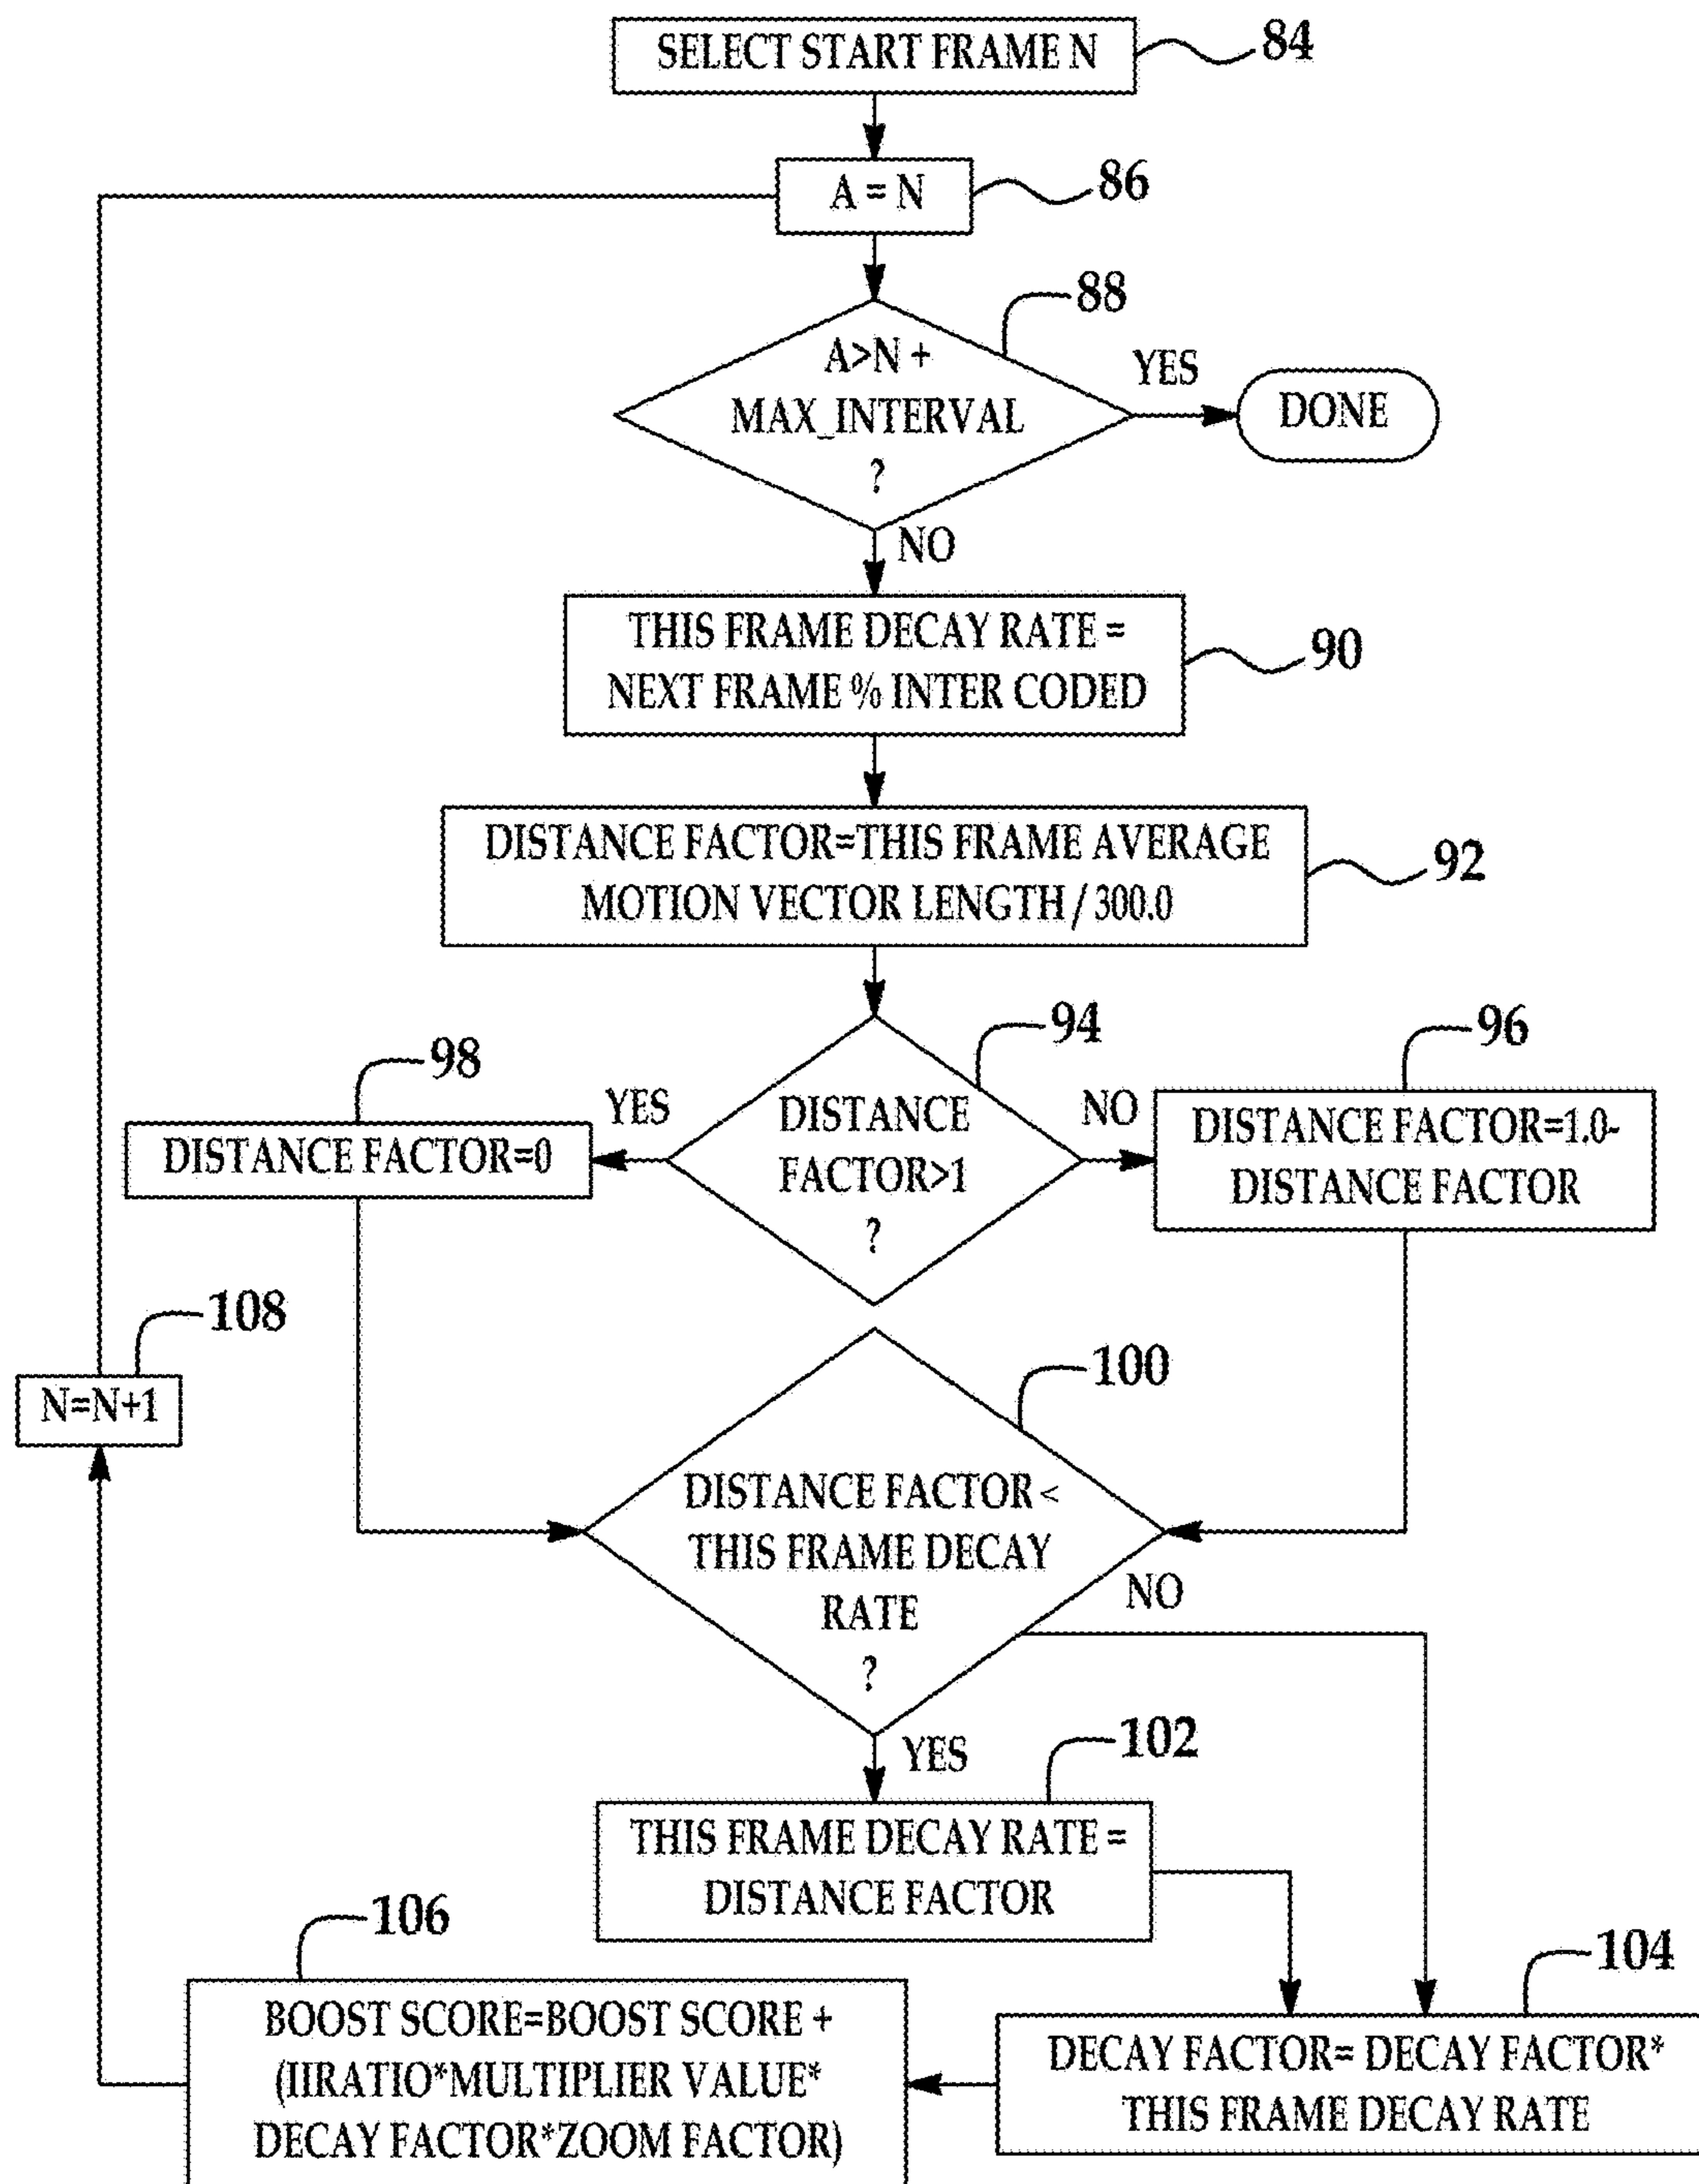 SELECT START FRAME N
84
A = N
86
88
A>N +
MAX_INTERVAL
?
YES
DONE
NO
THIS FRAME DECAY RATE =
NEXT FRAME % INTER CODED
90
DISTANCE FACTOR=THIS FRAME AVERAGE
MOTION VECTOR LENGTH / 300.0
92
94
DISTANCE
FACTOR>1
?
YES
98
DISTANCE FACTOR=0
NO
96
DISTANCE FACTOR=1.0-
DISTANCE FACTOR
108
N=N+1
100
DISTANCE FACTOR <
THIS FRAME DECAY
RATE
?
NO
YES
102
THIS FRAME DECAY RATE =
DISTANCE FACTOR
104
DECAY FACTOR= DECAY FACTOR*
THIS FRAME DECAY RATE
106
BOOST SCORE=BOOST SCORE +
(IIRATIO*MULTIPLIER VALUE*
DECAY FACTOR*ZOOM FACTOR)